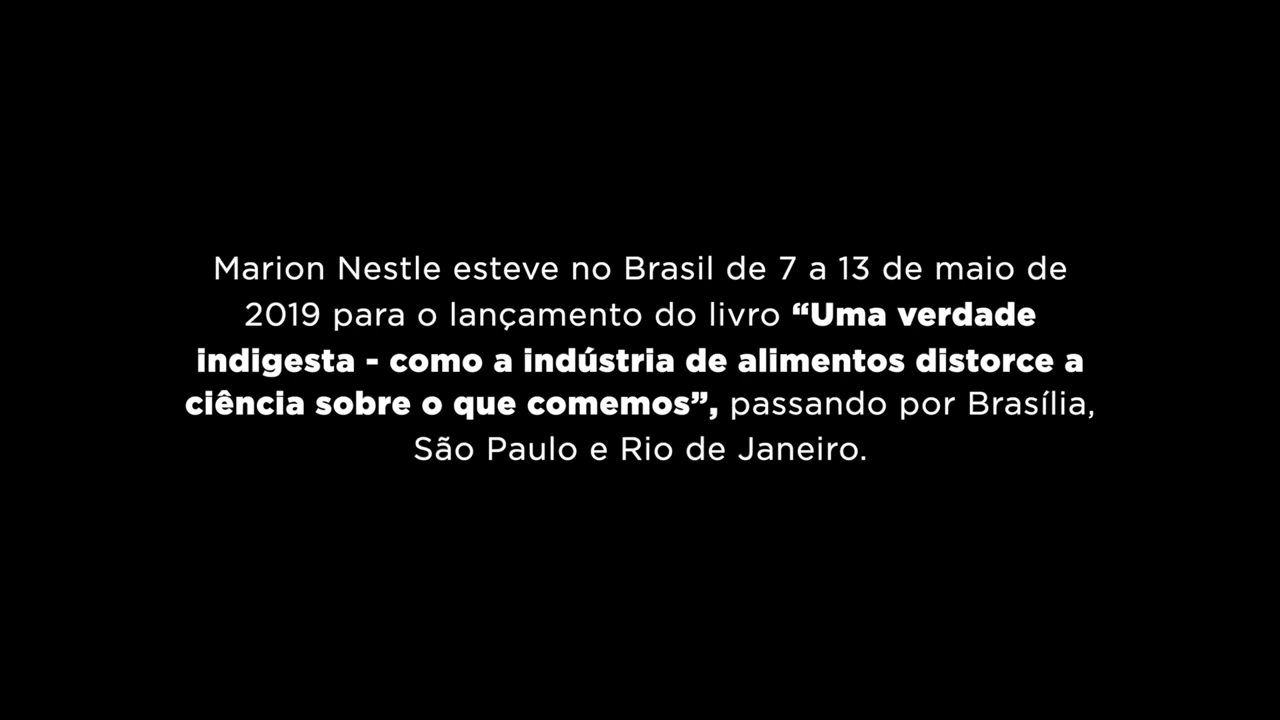 Marion Nestle esteve no Brasil de 7 a 13 de maio de
2019 para o lançamento do livro “Uma verdade
indigesta - como a indústria de alimentos distorce a
ciência sobre o que comemos”, passando por Brasília,
São Paulo e Rio de Janeiro.